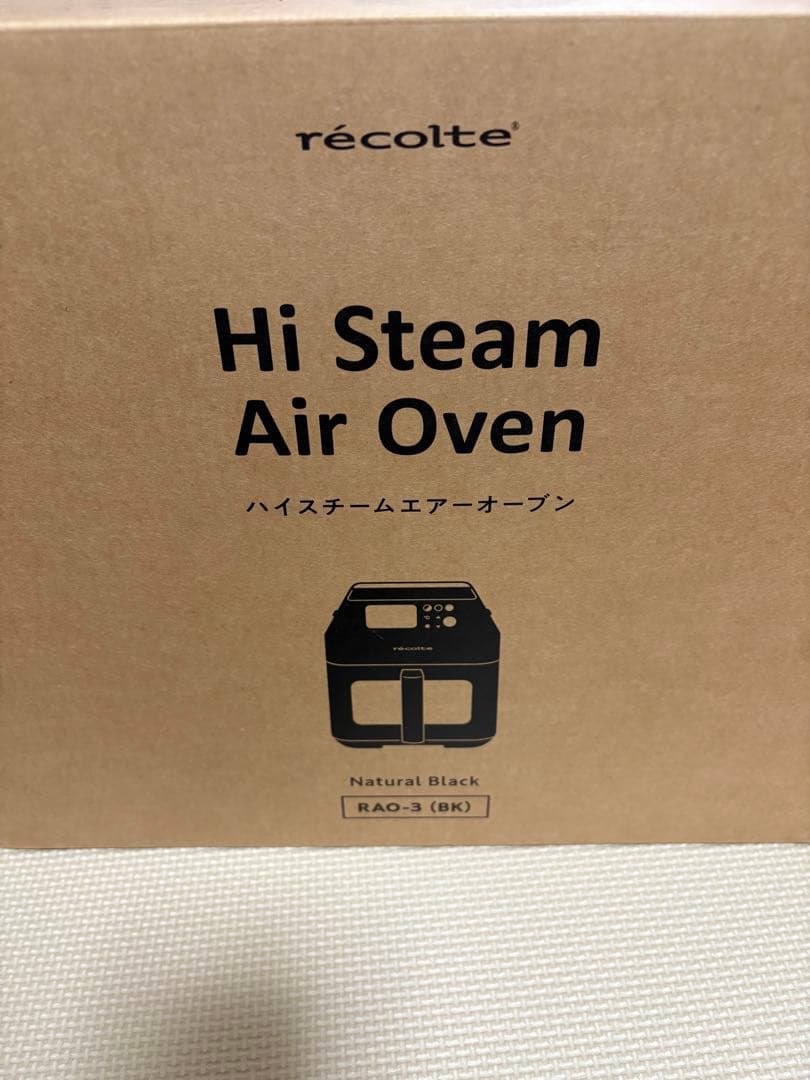 récolte®
Hi Steam
Air Oven
ハイスチームエアーオーブン
récolte
Natural Black
RAO-3 (BK)